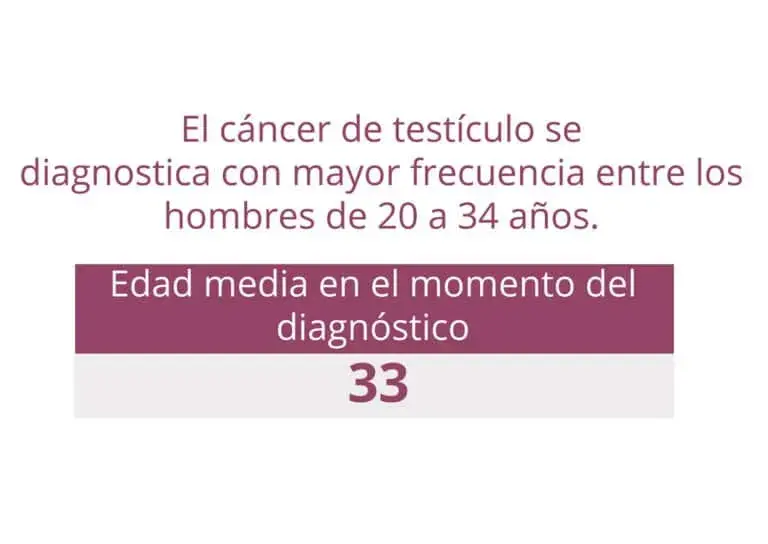 El cáncer de testículo se
diagnostica con mayor frecuencia entre los
hombres de 20 a 34 años.
Edad media en el momento del
diagnóstico
33